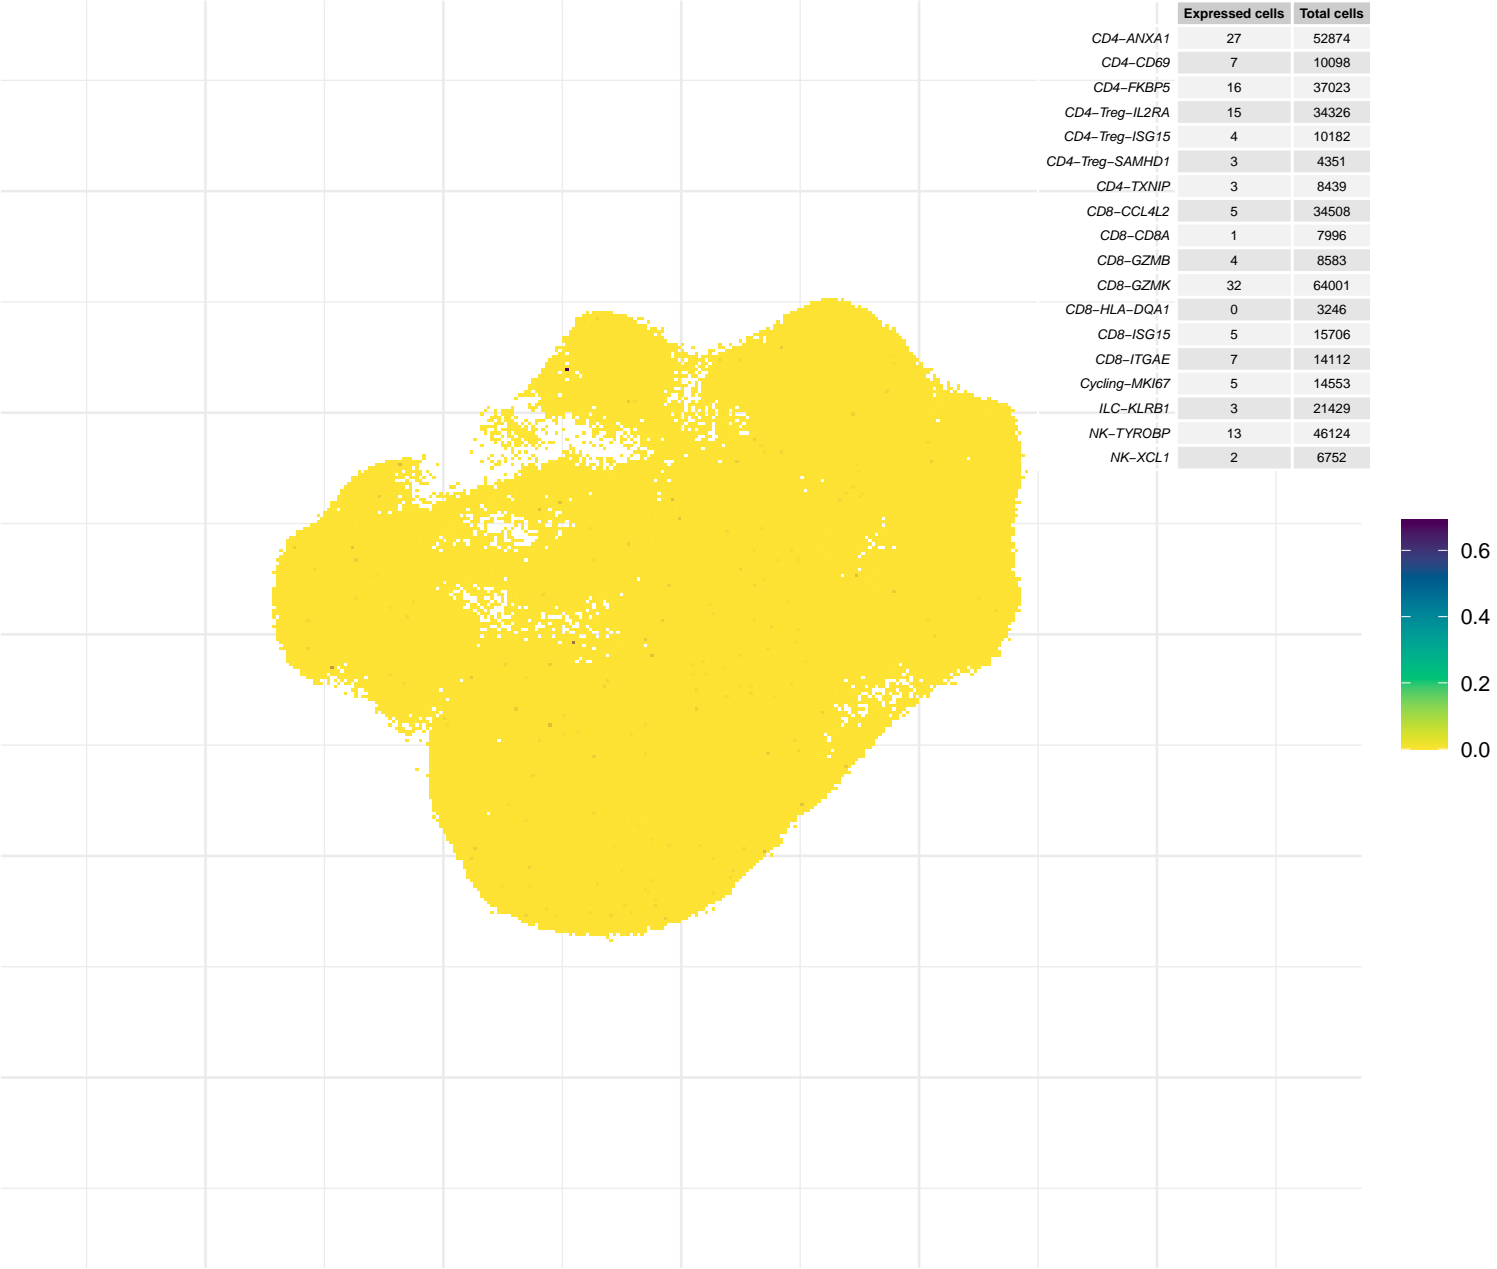 Expressed cells Total cells
CD4−ANXA1 27 52874
CD4−CD69 7 10098
CD4−FKBP5 16 37023
CD4−Treg−IL2RA 15 34326
CD4−Treg−ISG15 4 10182
CD4−Treg−SAMHD1 3 4351
CD4−TXNIP 3 8439
CD8−CCL4L2 5 34508
CD8−CD8A 1 7996
CD8−GZMB 4 8583
CD8−GZMK 32 64001
CD8−HLA−DQA1 0 3246
CD8−ISG15 5 15706
CD8−ITGAE 7 14112
Cycling−MKI67 5 14553
ILC−KLRB1 3 21429
NK−TYROBP 13 46124
NK−XCL1 2 6752
0.6
0.4
0.2
0.0